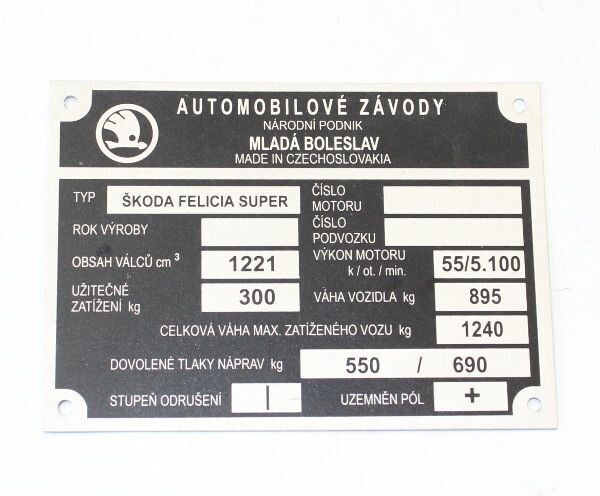 AUTOMOBILOVÉ ZÁVODY
NÁRODNÍ PODNIK
MLADÁ BOLESLAV
MADE IN CZECHOSLOVAKIA
TYP ŠKODA FELICIA SUPER
ČÍSLO MOTORU
ROK VÝROBY
ČÍSLO PODVOZKU
OBSAH VÁLCŮ cm³ 1221
VÝKON MOTORU k / ot. / min. 55/5.100
UŽITEČNÉ ZATÍŽENÍ kg 300
VÁHA VOZIDLA kg 895
CELKOVÁ VÁHA MAX. ZATÍŽENÉHO VOZU kg 1240
DOVOLENÉ TLAKY NÁPRAV kg 550 / 690
STUPEŇ ODRUŠENÍ |
UZEMNĚN PÓL +